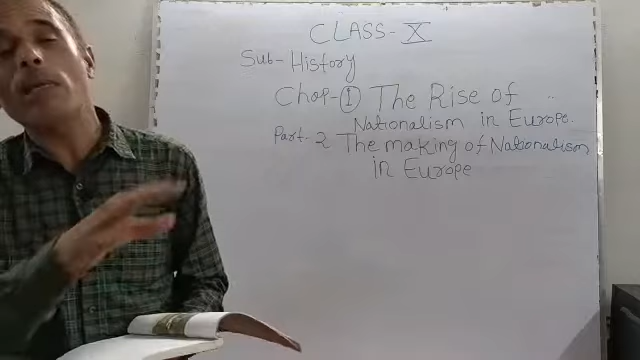 CLASS-X
Sub- History
Chap-① The Rise of
Nationalism in Europe.
Part-2 The making of Nationalism
in Europe